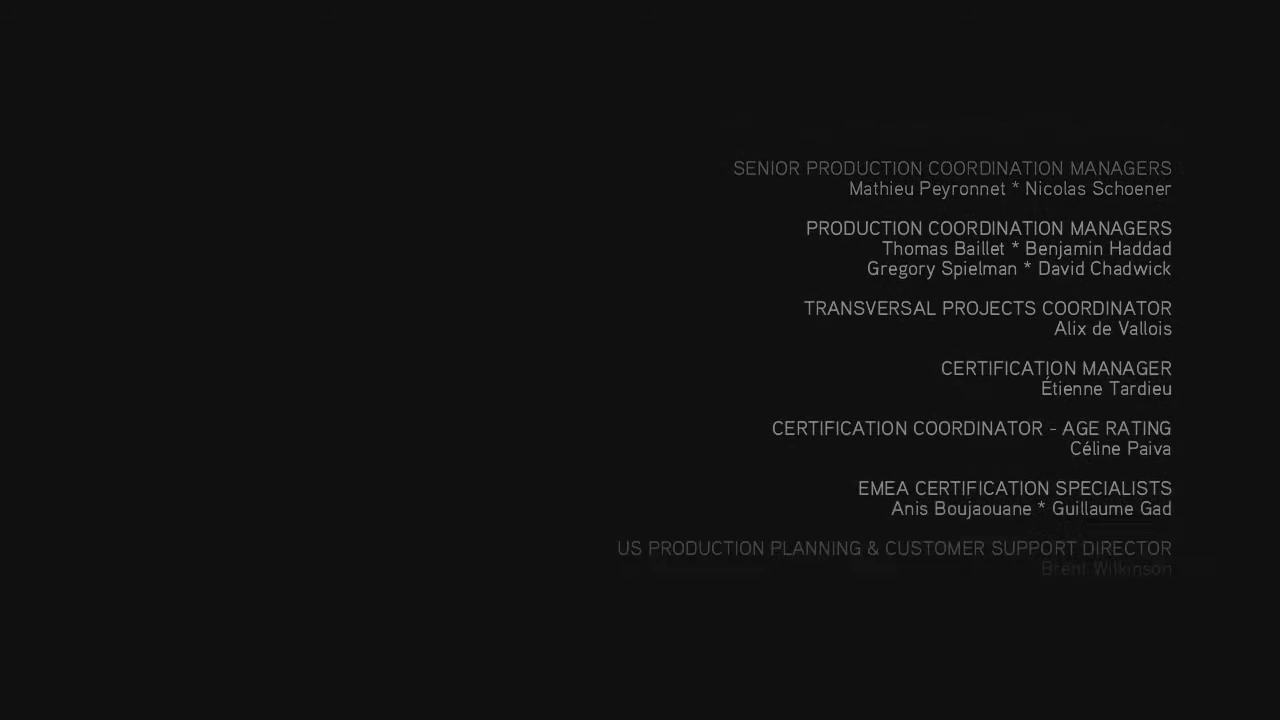 SENIOR PRODUCTION COORDINATION MANAGERS
Mathieu Peyronnet * Nicolas Schoener
PRODUCTION COORDINATION MANAGERS
Thomas Baillet * Benjamin Haddad
Gregory Spielman * David Chadwick
TRANSVERSAL PROJECTS COORDINATOR
Alix de Vallois
CERTIFICATION MANAGER
Étienne Tardieu
CERTIFICATION COORDINATOR - AGE RATING
Céline Paiva
EMEA CERTIFICATION SPECIALISTS
Anis Boujaouane * Guillaume Gad
US PRODUCTION PLANNING & CUSTOMER SUPPORT DIRECTOR
Brent Wilkinson